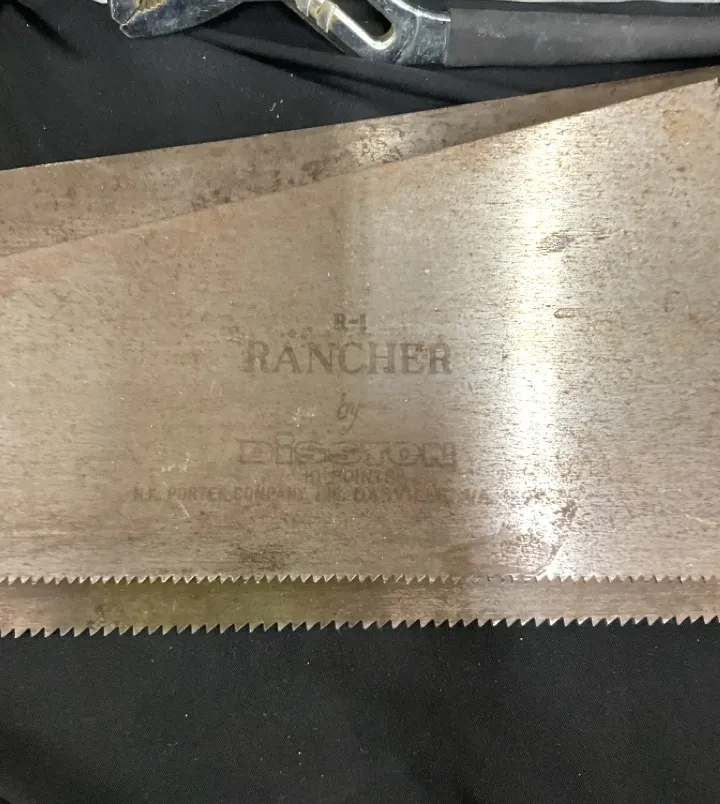 R-1
RANCHER
by
DISSTON
10 POINTS
H.K. PORTER COMPANY, INC. DANVILLE, VA.